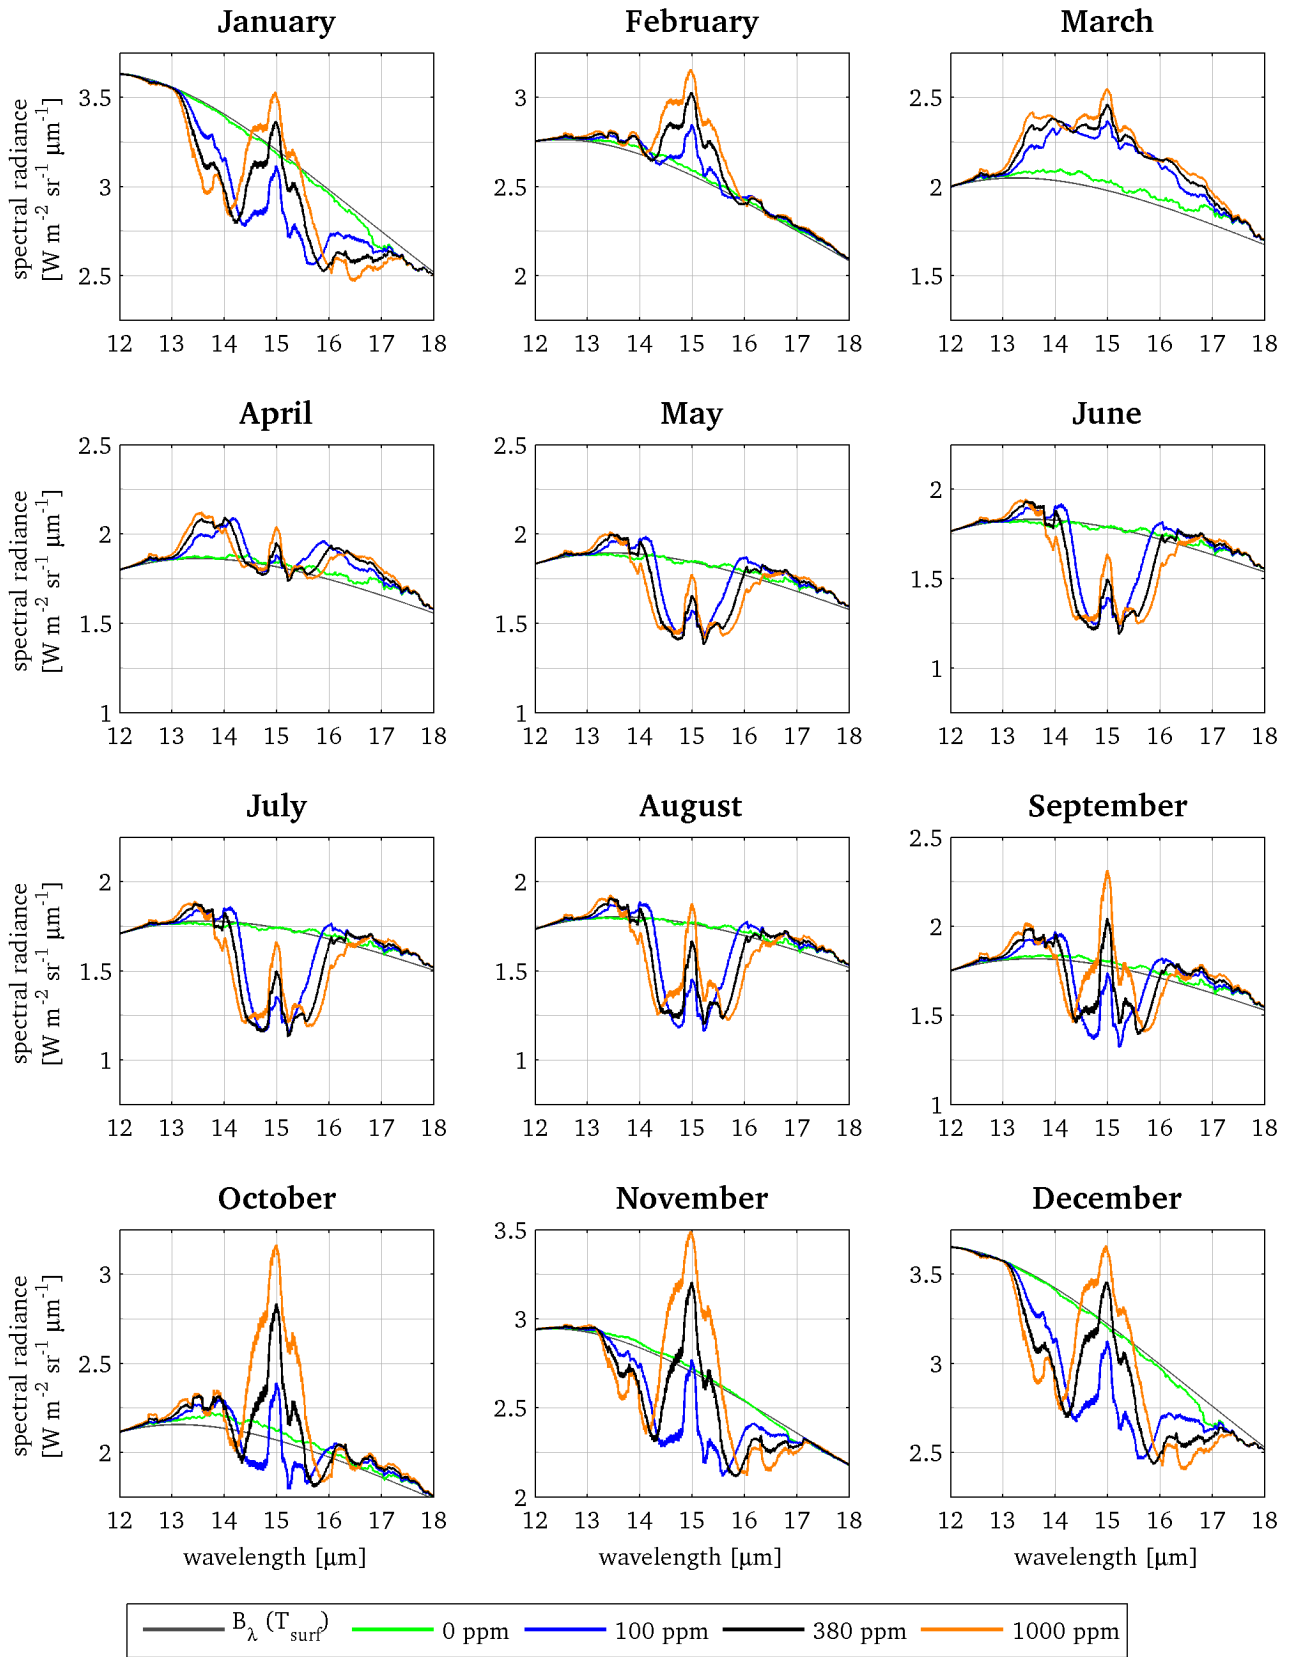 January
February
March
spectral radiance
[W m-2 sr-1 μm-1]
3.5
3
2.5
12 13 14 15 16 17 18
3
2.5
2
12 13 14 15 16 17 18
2.5
2
1.5
12 13 14 15 16 17 18
April
May
June
spectral radiance
[W m-2 sr-1 μm-1]
2.5
2
1.5
1
12 13 14 15 16 17 18
2.5
2
1.5
1
12 13 14 15 16 17 18
2
1.5
1
12 13 14 15 16 17 18
July
August
September
spectral radiance
[W m-2 sr-1 μm-1]
2
1.5
1
12 13 14 15 16 17 18
2
1.5
1
12 13 14 15 16 17 18
2.5
2
1.5
1
12 13 14 15 16 17 18
October
November
December
spectral radiance
[W m-2 sr-1 μm-1]
3
2.5
2
12 13 14 15 16 17 18
wavelength [μm]
3.5
3
2.5
2
12 13 14 15 16 17 18
wavelength [μm]
3.5
3
2.5
12 13 14 15 16 17 18
wavelength [μm]
Bλ (Tsurf) 0 ppm 100 ppm 380 ppm 1000 ppm